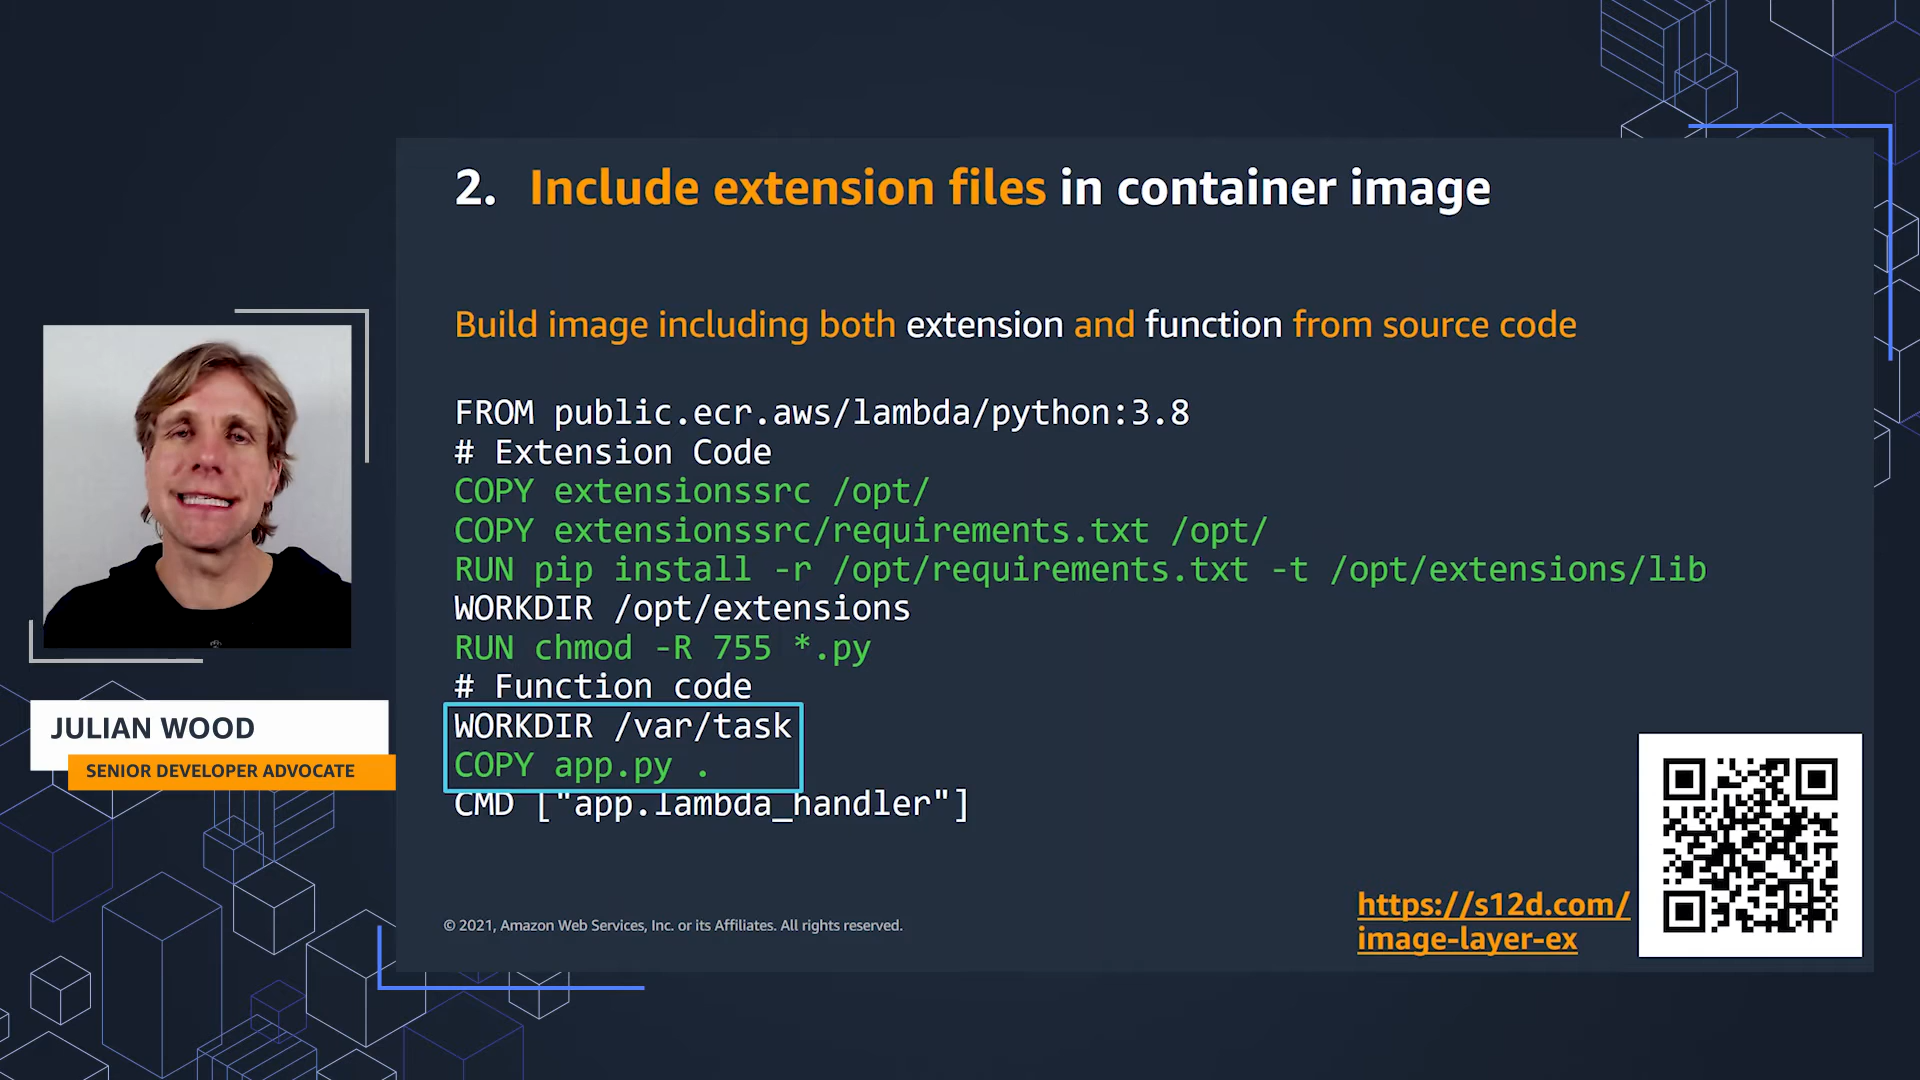 2. Include extension files in container image
Build image including both extension and function from source code
FROM public.ecr.aws/lambda/python:3.8
# Extension Code
COPY extensionssrc /opt/
COPY extensionssrc/requirements.txt /opt/
RUN pip install -r /opt/requirements.txt -t /opt/extensions/lib
WORKDIR /opt/extensions
RUN chmod -R 755 *.py
# Function code
WORKDIR /var/task
COPY app.py .
CMD ["app.lambda_handler"]
JULIAN WOOD
SENIOR DEVELOPER ADVOCATE
https://s12d.com/
image-layer-ex
© 2021, Amazon Web Services, Inc. or its Affiliates. All rights reserved.